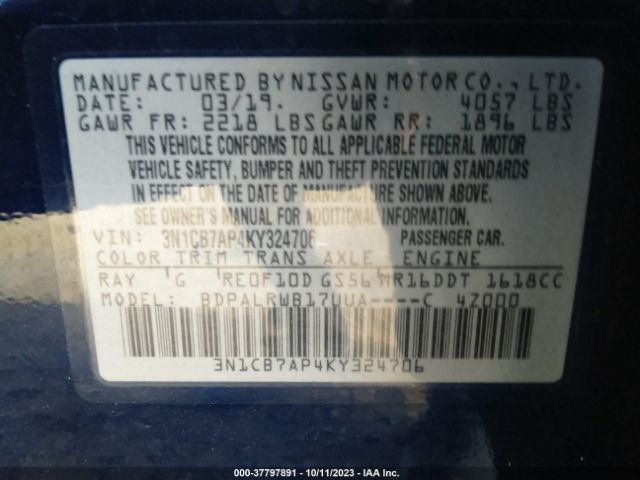 MANUFACTURED BY NISSAN MOTOR CO., LTD.
DATE: 03/19. GVWR: 4057 LBS
GAWR FR: 2218 LBS GAWR RR: 1896 LBS
THIS VEHICLE CONFORMS TO ALL APPLICABLE FEDERAL MOTOR
VEHICLE SAFETY, BUMPER AND THEFT PREVENTION STANDARDS
IN EFFECT ON THE DATE OF MANUFACTURE SHOWN ABOVE.
SEE OWNER'S MANUAL FOR ADDITIONAL INFORMATION.
VIN: 3N1CB7AP4KY324706 PASSENGER CAR.
COLOR TRIM TRANS AXLE ENGINE
RAY G RE0F10D GS56 MR16DDT 1618CC
MODEL: BDPALRWB17UUA----C 4Z000
3N1CB7AP4KY324706
000-37797891 - 10/11/2023 - IAA Inc.